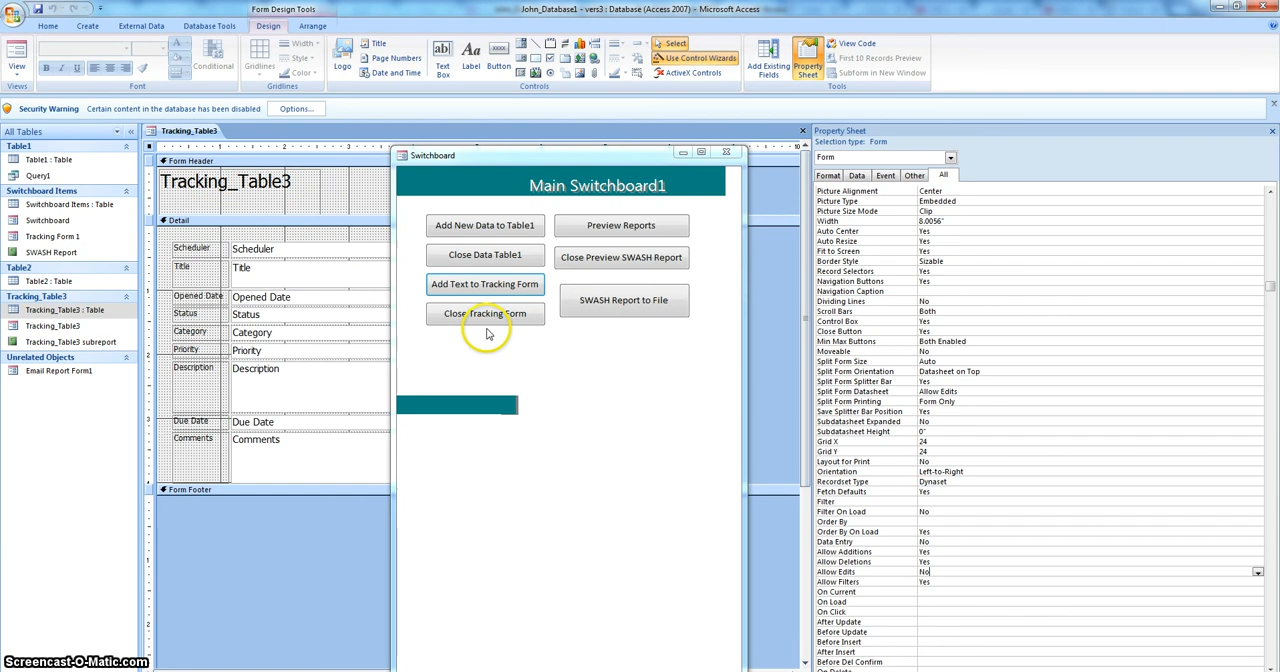 Form Design Tools
John_Database1 - vers3 : Database (Access 2007) - Microsoft Access
Home Create External Data Database Tools Design Arrange
View
Views
B I U
Conditional
Font
Gridlines
Width
Style
Color
Gridlines
Logo
Title
Page Numbers
Date and Time
ab|
Text Box
Aa
Label
Button
Select
Use Control Wizards
ActiveX Controls
Controls
Add Existing Fields
Property Sheet
View Code
First 10 Records Preview
Subform in New Window
Tools
Security Warning Certain content in the database has been disabled Options...
All Tables
Table1
Table1 : Table
Query1
Switchboard Items
Switchboard Items : Table
Switchboard
Tracking Form 1
SWASH Report
Table2
Table2 : Table
Tracking_Table3
Tracking_Table3 : Table
Tracking_Table3
Tracking_Table3 subreport
Unrelated Objects
Email Report Form1
Tracking_Table3
Form Header
Tracking_Table3
Detail
Scheduler Scheduler
Title Title
Opened Date Opened Date
Status Status
Category Category
Priority Priority
Description Description
Due Date Due Date
Comments Comments
Form Footer
Switchboard
Main Switchboard1
Add New Data to Table1 Preview Reports
Close Data Table1 Close Preview SWASH Report
Add Text to Tracking Form SWASH Report to File
Close Tracking Form
Property Sheet
Selection type: Form
Form
Format Data Event Other All
Picture Alignment Center
Picture Type Embedded
Picture Size Mode Clip
Width 8.0056"
Auto Center Yes
Auto Resize Yes
Fit to Screen Yes
Border Style Sizable
Record Selectors Yes
Navigation Buttons Yes
Navigation Caption
Dividing Lines No
Scroll Bars Both
Control Box Yes
Close Button Yes
Min Max Buttons Both Enabled
Moveable No
Split Form Size Auto
Split Form Orientation Datasheet on Top
Split Form Splitter Bar Yes
Split Form Datasheet Allow Edits
Split Form Printing Form Only
Save Splitter Bar Position Yes
Subdatasheet Expanded No
Subdatasheet Height 0"
Grid X 24
Grid Y 24
Layout for Print No
Orientation Left-to-Right
Recordset Type Dynaset
Fetch Defaults Yes
Filter
Filter On Load No
Order By
Order By On Load Yes
Data Entry No
Allow Additions Yes
Allow Deletions Yes
Allow Edits No
Allow Filters Yes
On Current
On Load
On Click
After Update
Before Update
Before Insert
After Insert
Before Del Confirm
On Delete
Screencast-O-Matic.com